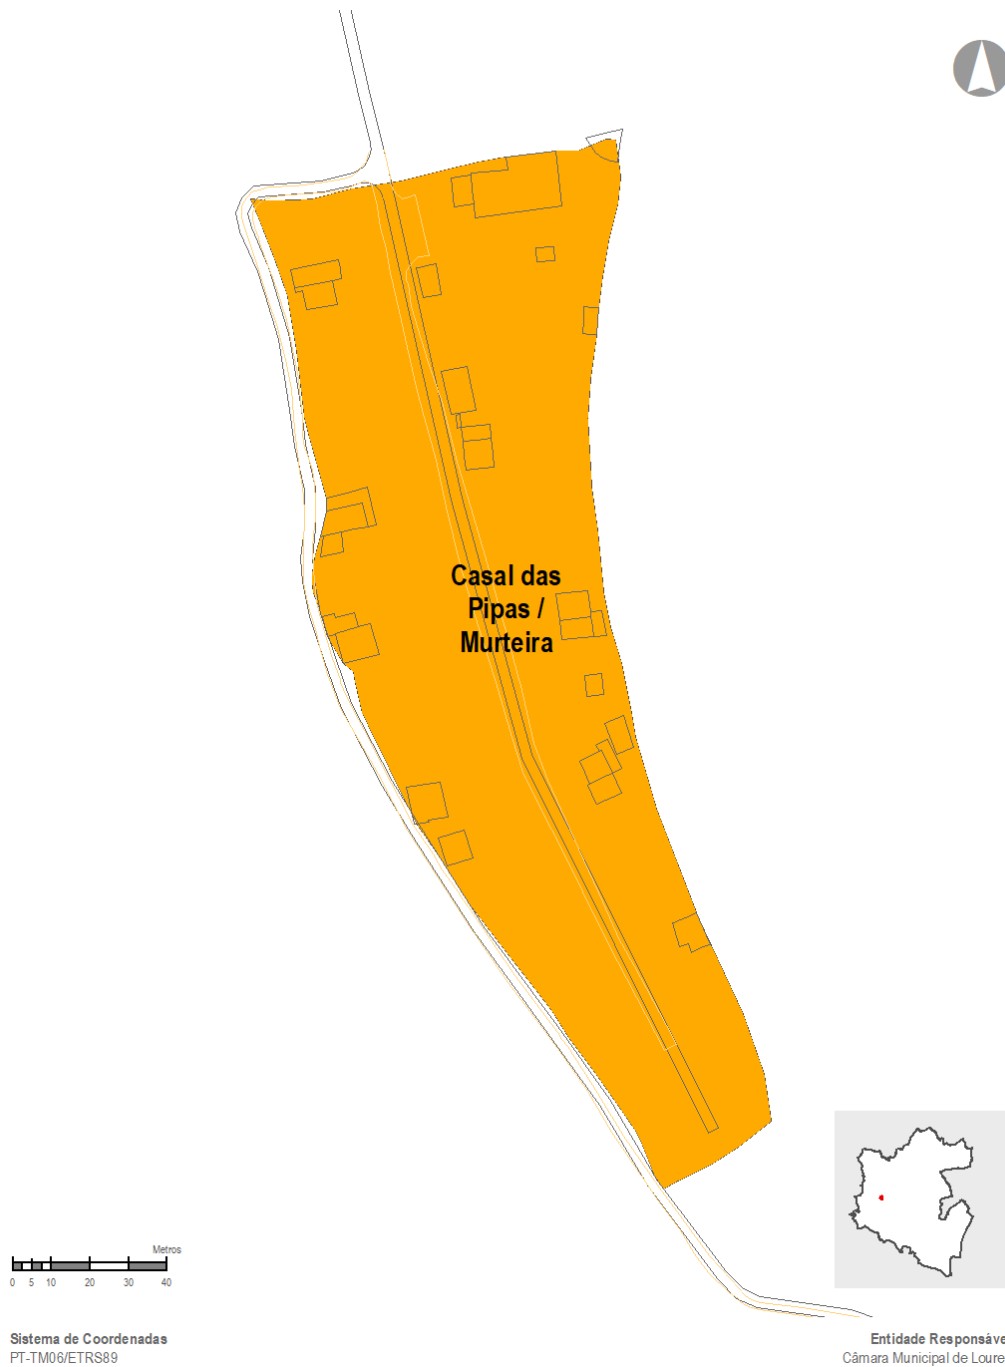 Casal das
Pipas /
Murteira
Metros
0 5 10 20 30 40
Sistema de Coordenadas
PT-TM06/ETRS89
Entidade Responsáve
Câmara Municipal de Loure